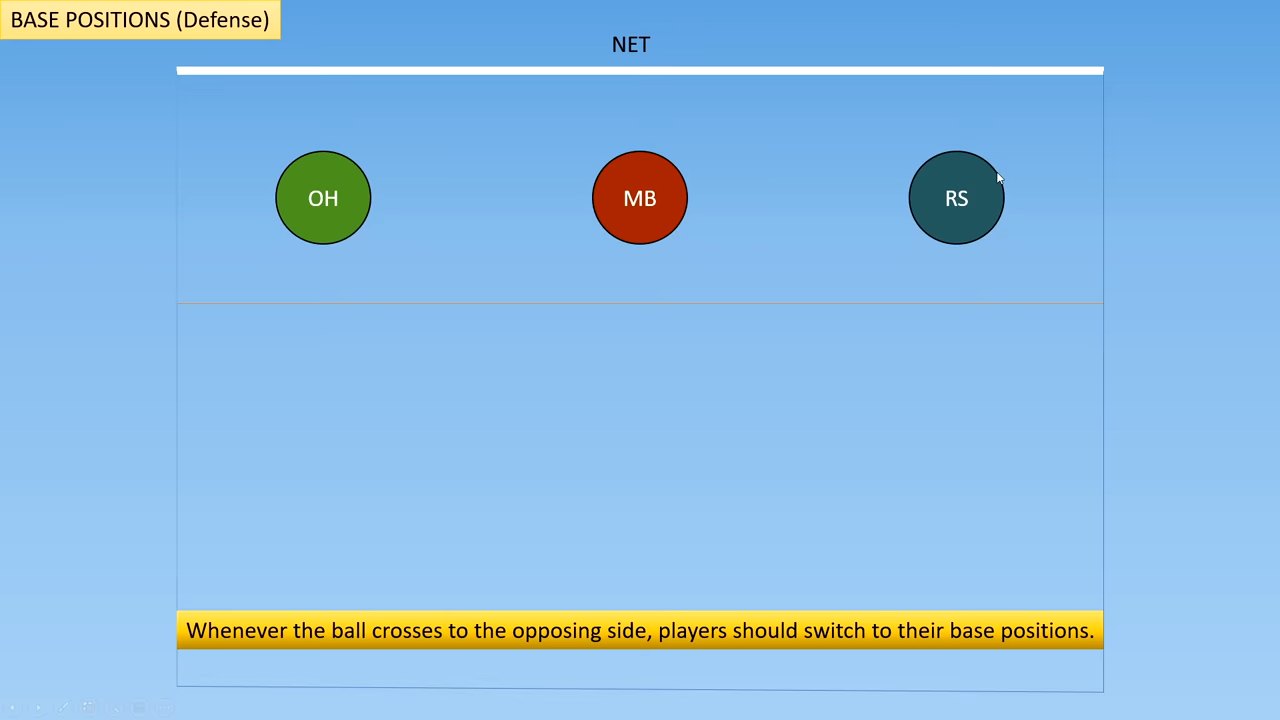 BASE POSITIONS (Defense)
NET
OH
MB
RS
Whenever the ball crosses to the opposing side, players should switch to their base positions.